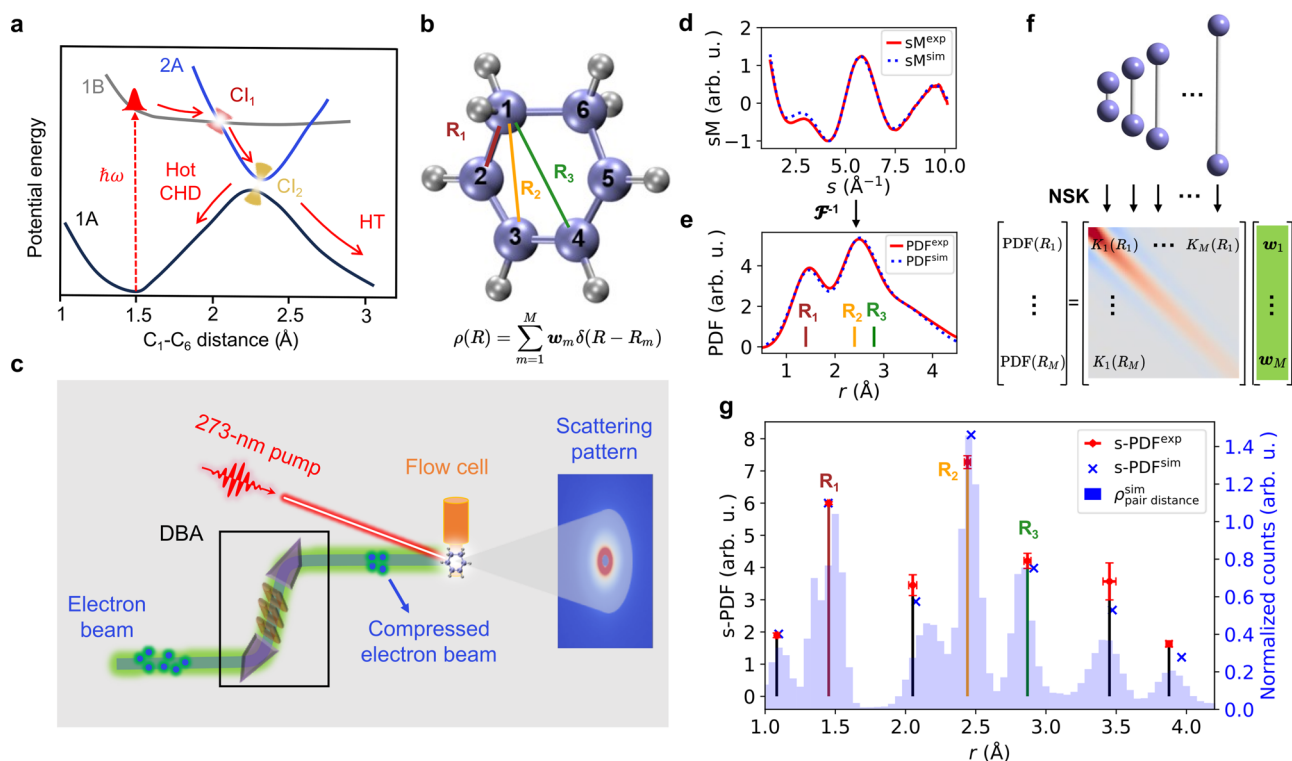 a
Potential energy
1B
2A
CI₁
ħω
Hot
CHD
CI₂
1A
HT
1
1.5
2
2.5
3
C₁-C₆ distance (Å)
b
1
6
R₁
2
5
R₂
R₃
3
4
ρ(R) = ∑_{m=1}^{M} w_m δ(R − R_m)
c
273-nm pump
Flow cell
Scattering
pattern
DBA
Electron
beam
Compressed
electron beam
d
sM (arb. u.)
2
1
0
−1
sM^exp
sM^sim
2.5
5.0
7.5
10.0
s (Å⁻¹)
ℱ⁻¹
e
PDF (arb. u.)
4
2
0
PDF^exp
PDF^sim
R₁
R₂
R₃
1
2
3
4
r (Å)
f
...
NSK
...
PDF(R₁)
⋮
PDF(R_M)
=
K₁(R₁) ⋯ K_M(R₁)
⋮
K₁(R_M)
w₁
⋮
w_M
g
s-PDF (arb. u.)
8
7
6
5
4
3
2
1
0
R₁
R₂
R₃
s-PDF^exp
s-PDF^sim
ρ^sim_pair distance
1.4
1.2
1.0
0.8
0.6
0.4
0.2
0.0
Normalized counts (arb. u.)
1.0
1.5
2.0
2.5
3.0
3.5
4.0
r (Å)